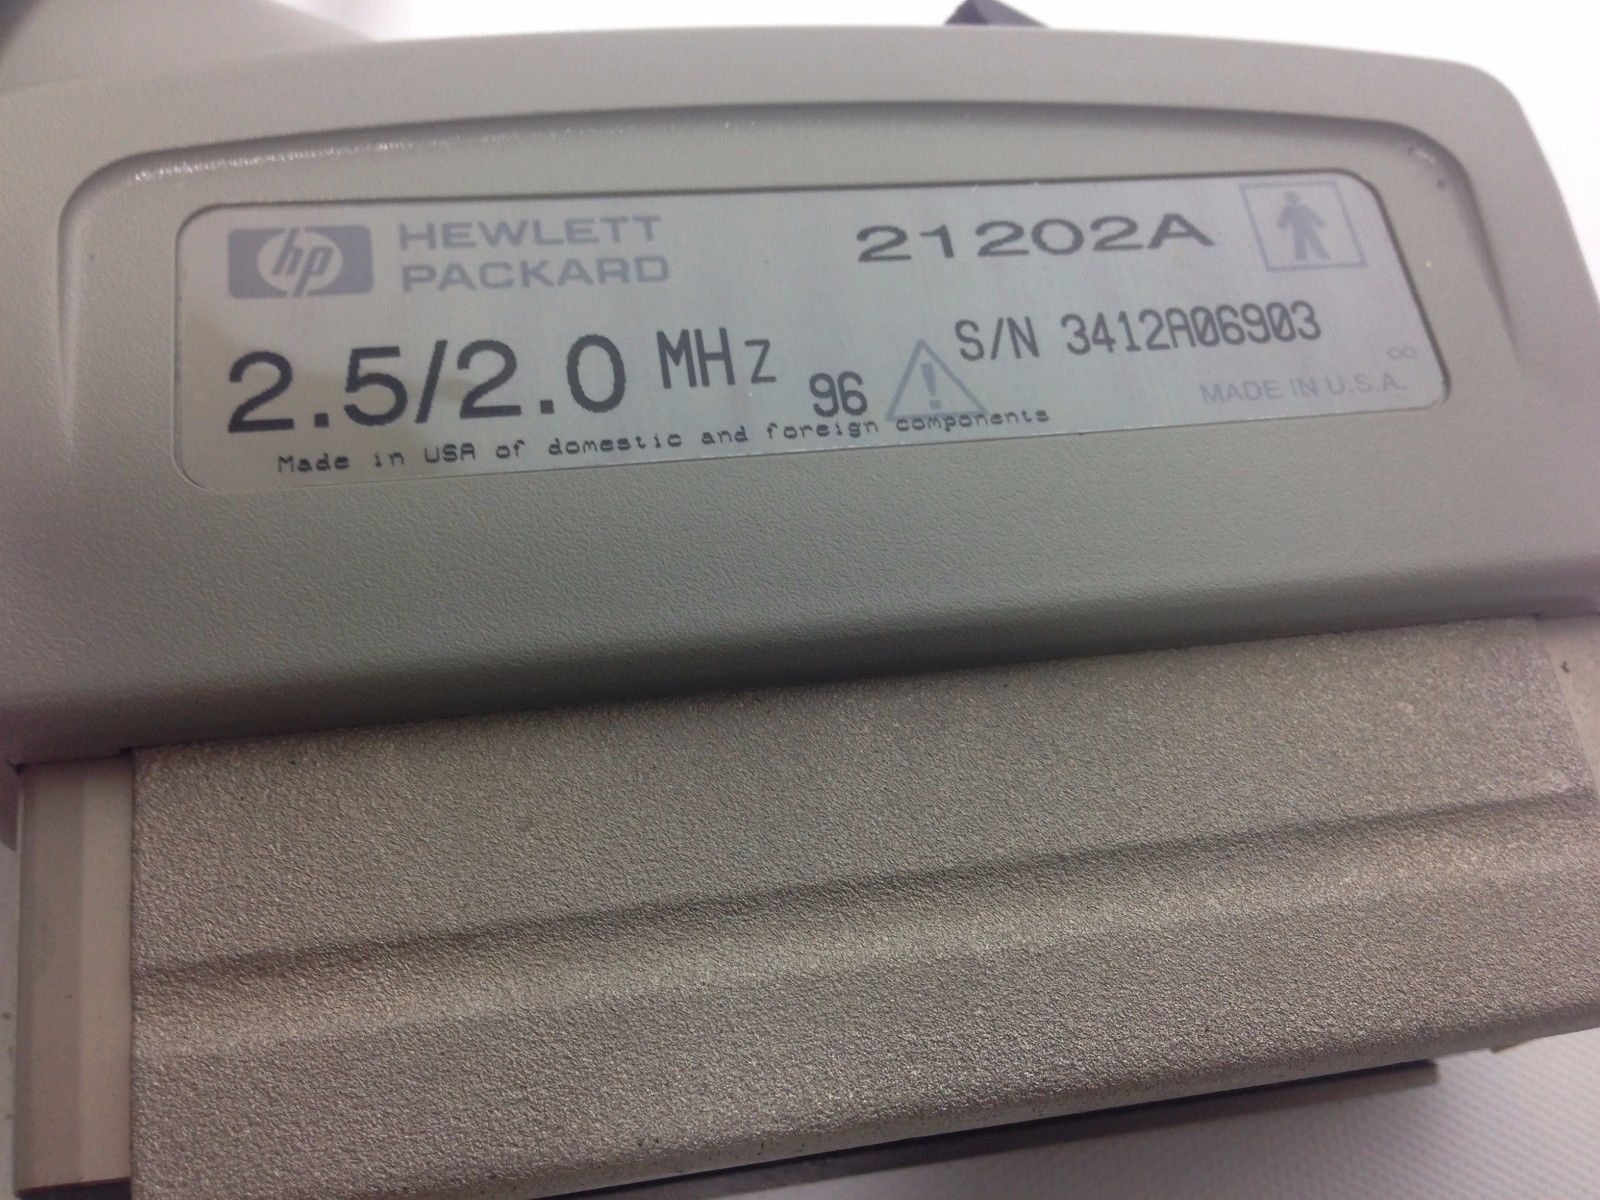 hp HEWLETT PACKARD 21202A
2.5/2.0 MHz 96 S/N 3412A06903
MADE IN U.S.A.
Made in USA of domestic and foreign components